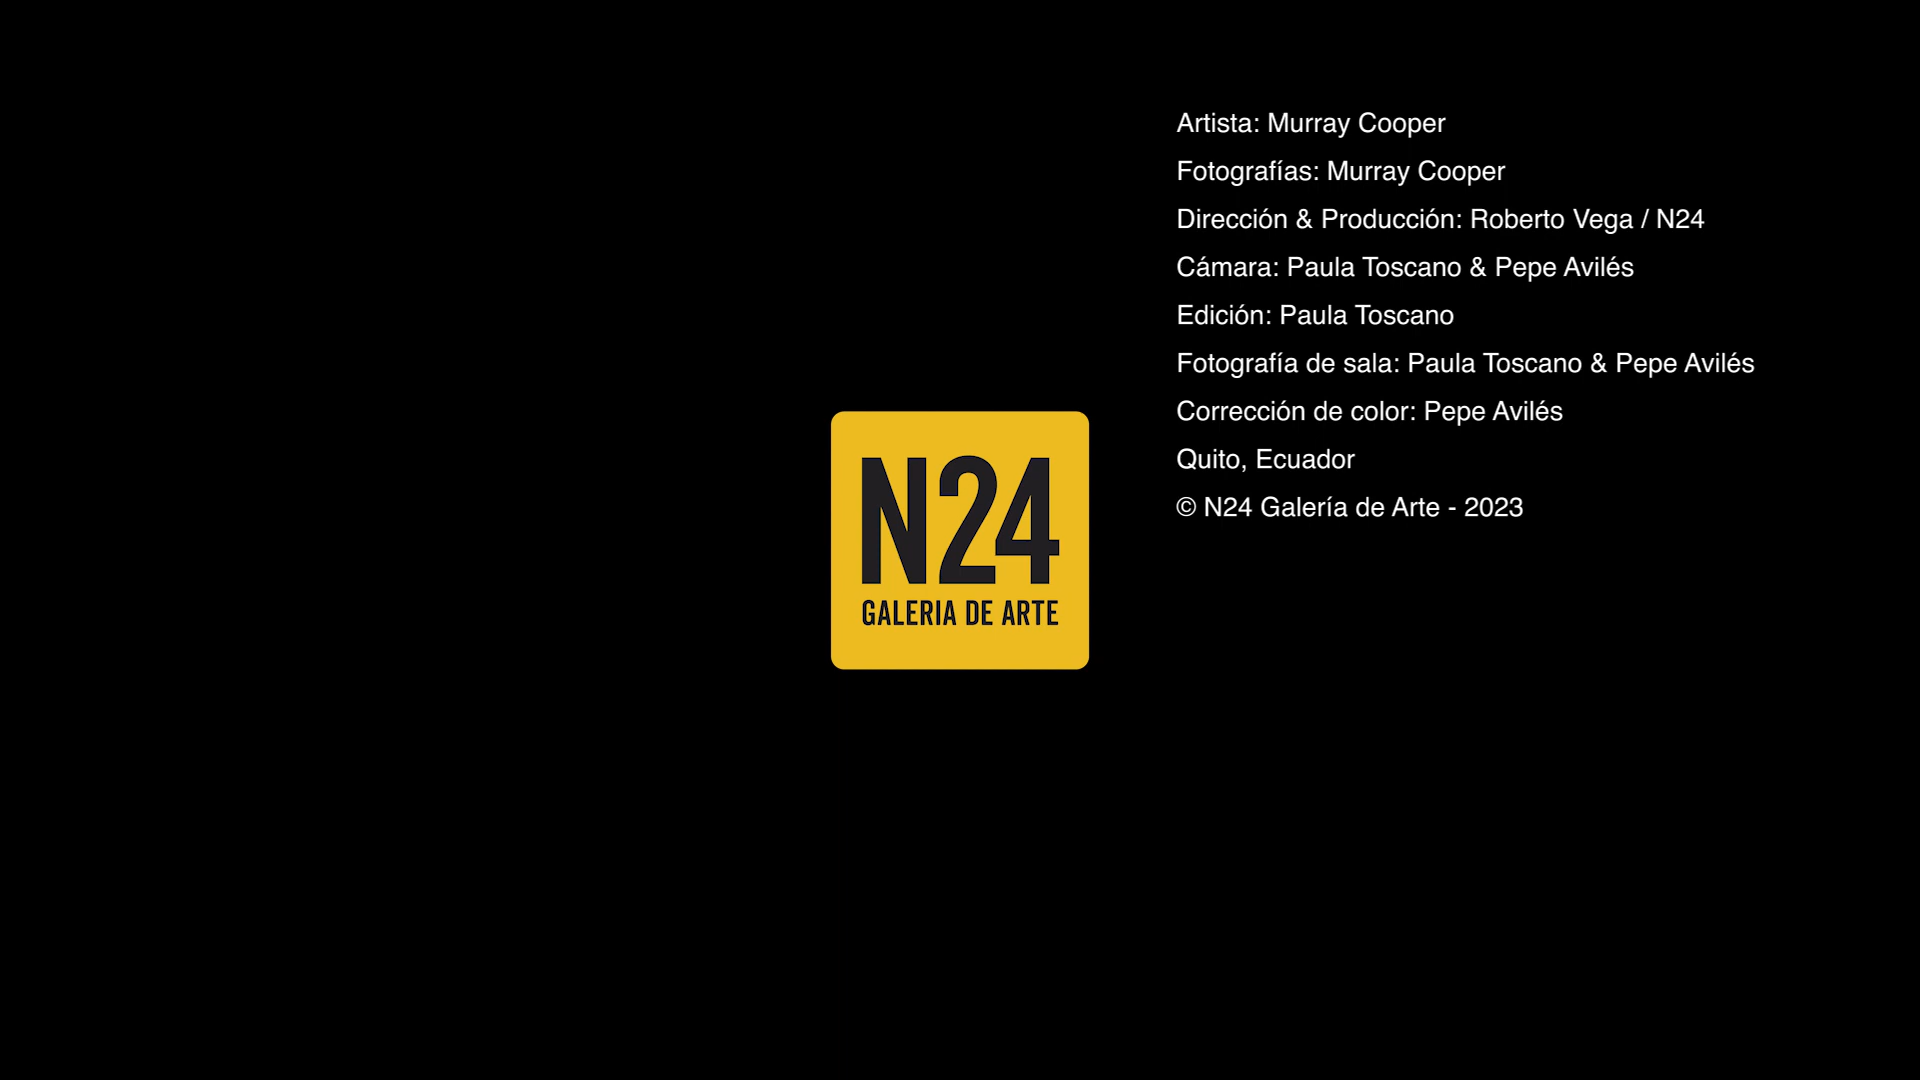 Artista: Murray Cooper
Fotografías: Murray Cooper
Dirección & Producción: Roberto Vega / N24
Cámara: Paula Toscano & Pepe Avilés
Edición: Paula Toscano
Fotografía de sala: Paula Toscano & Pepe Avilés
Corrección de color: Pepe Avilés
Quito, Ecuador
© N24 Galería de Arte - 2023
N24
GALERIA DE ARTE